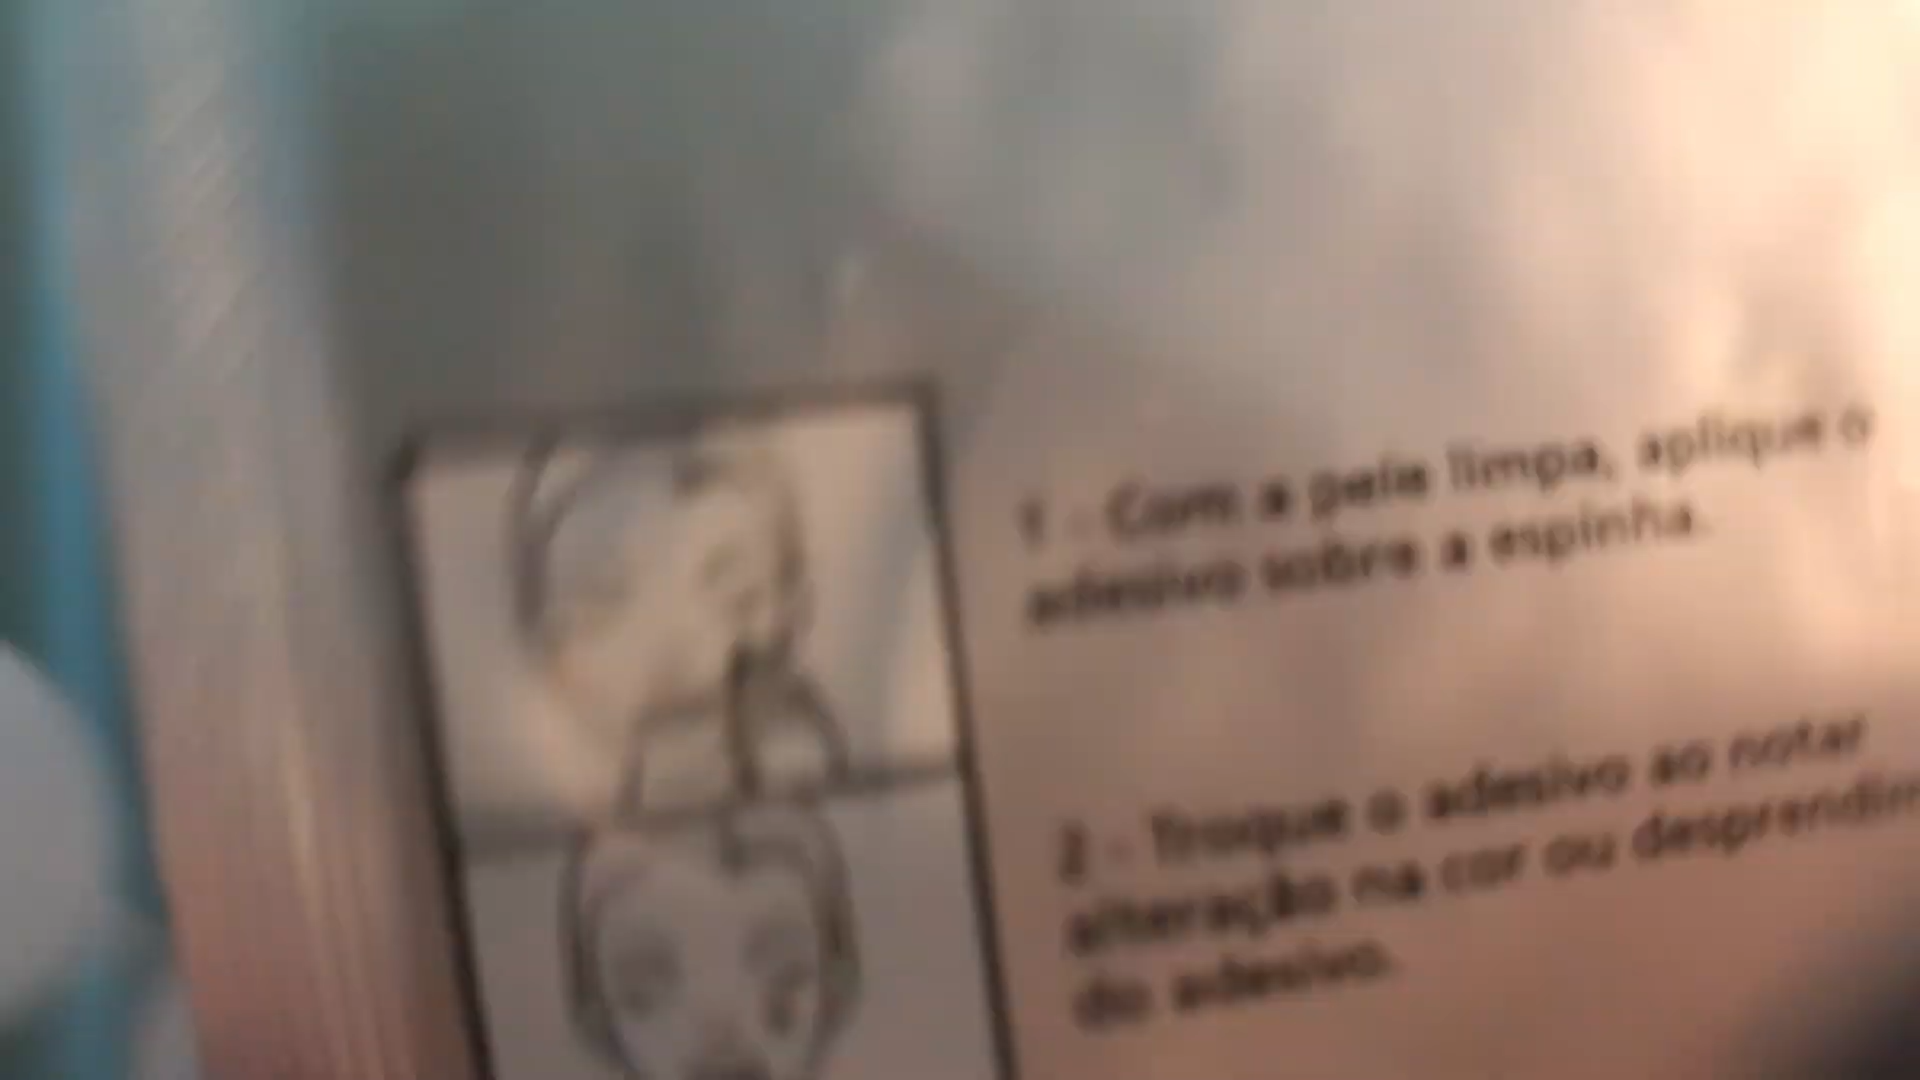 1 - Com a pele limpa, aplique o
adesivo sobre a espinha.
2 - Troque o adesivo ao notar
alteração na cor ou
do adesivo.